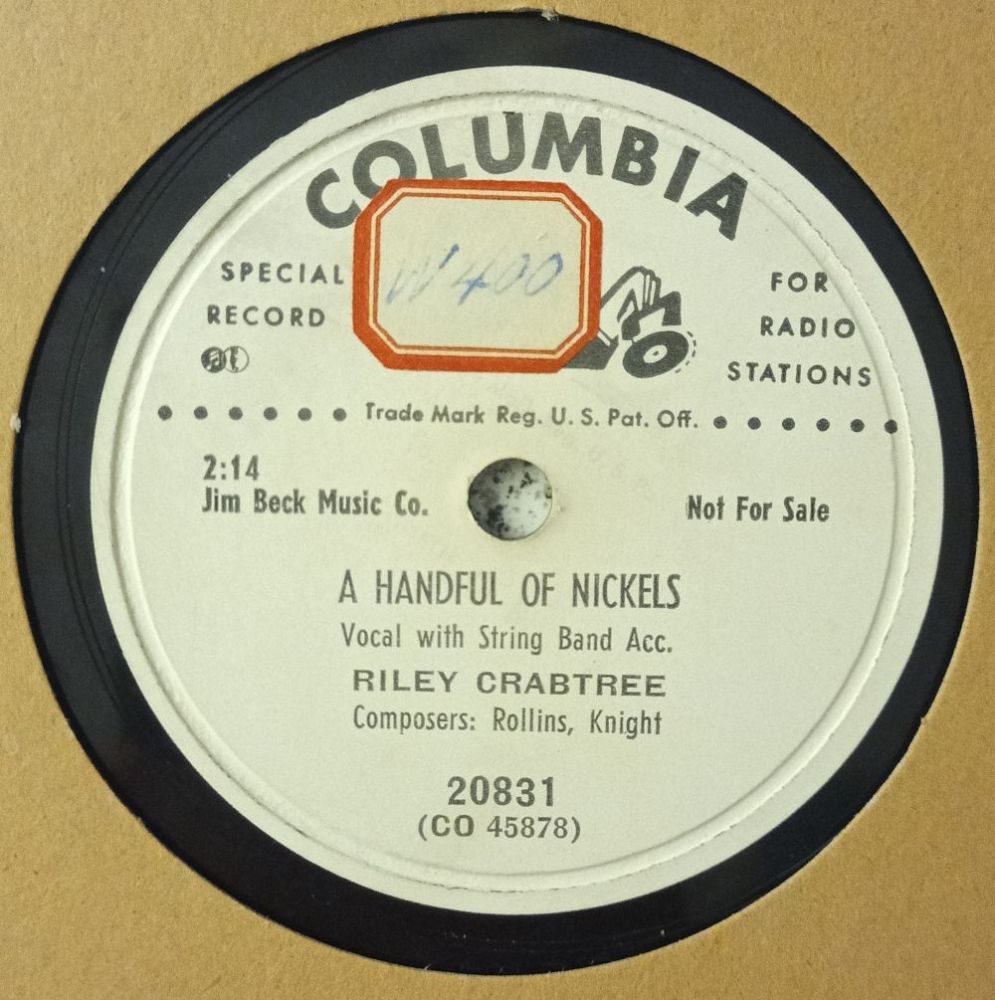 COLUMBIA
W 400
SPECIAL
RECORD
FOR
RADIO
STATIONS
Trade Mark Reg. U. S. Pat. Off.
2:14
Jim Beck Music Co.
Not For Sale
A HANDFUL OF NICKELS
Vocal with String Band Acc.
RILEY CRABTREE
Composers: Rollins, Knight
20831
(CO 45878)